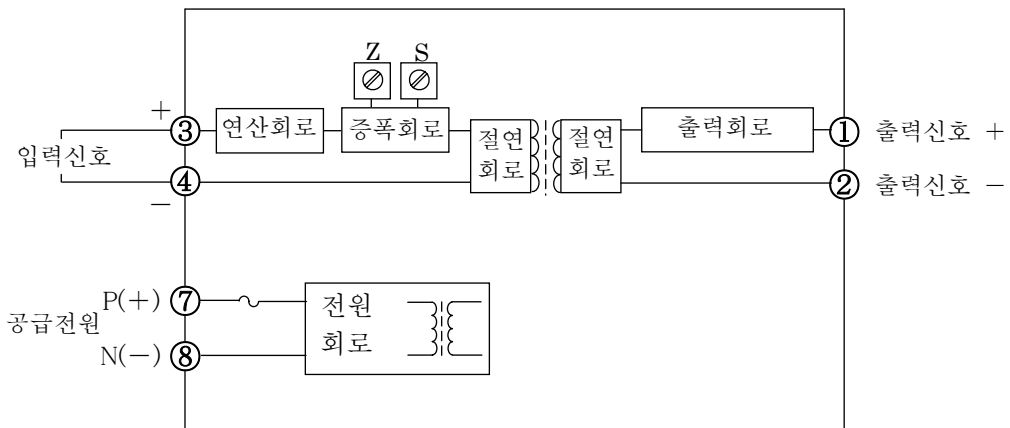 Z S
+
③ 연산회로 증폭회로 절연 절연 출력회로 ① 출력신호 +
회로 회로
입력신호
④ ② 출력신호 −
−
P(+) ⑦ 전원
공급전원
회로
N(−) ⑧